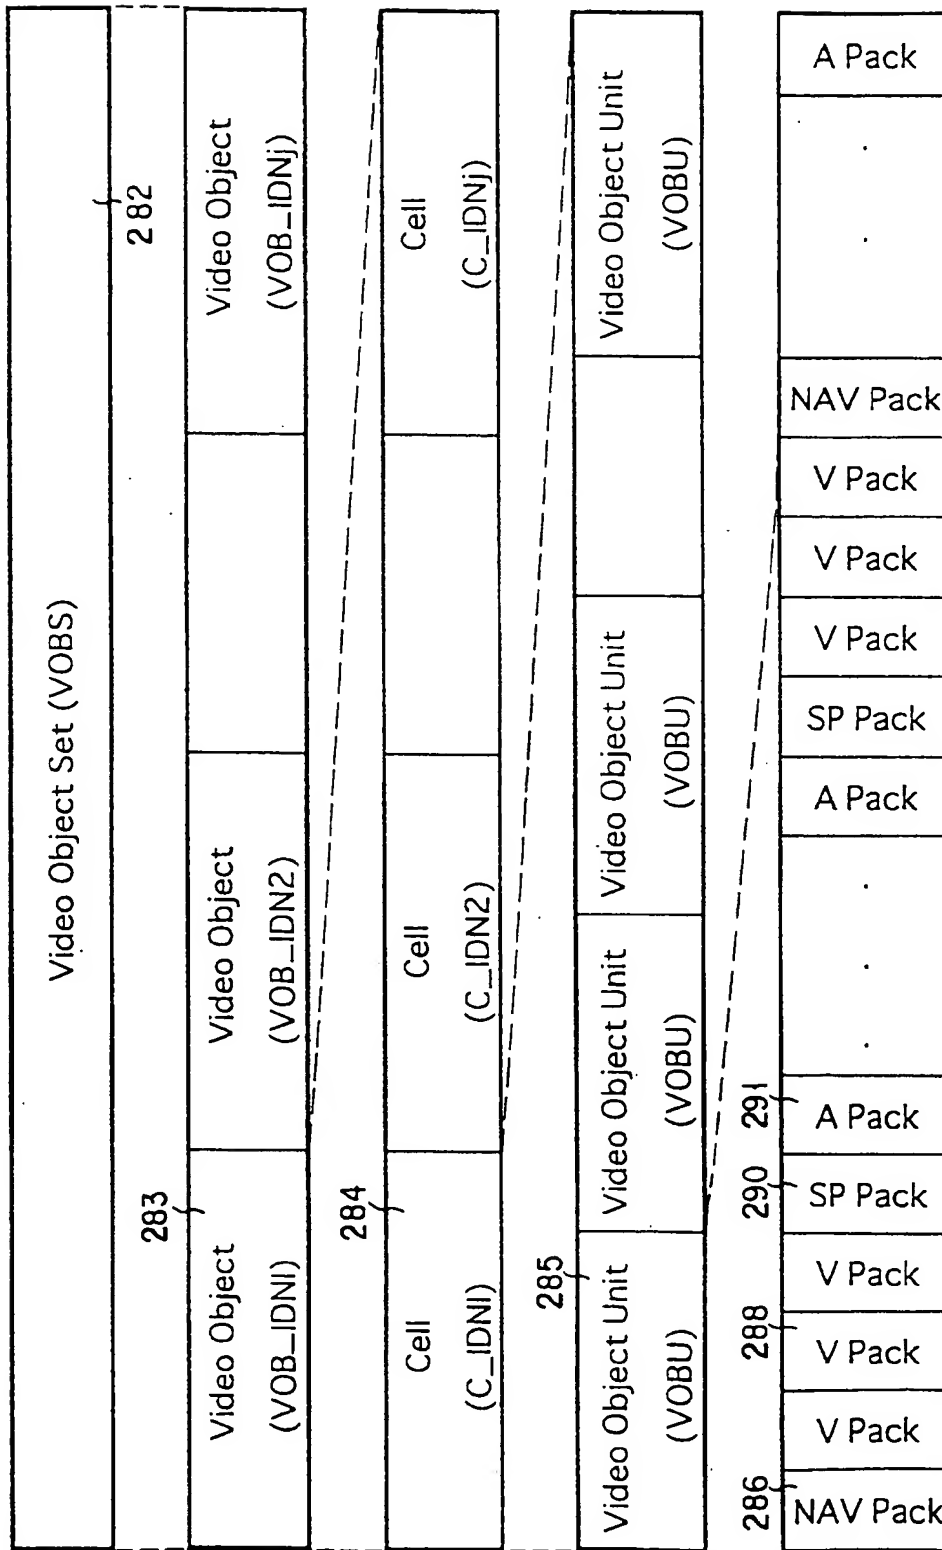 Video Object Set (VOBS)
282
283
Video Object
(VOB_IDN1)
Video Object
(VOB_IDN2)
Video Object
(VOB_IDNj)
284
Cell
(C_IDN1)
Cell
(C_IDN2)
Cell
(C_IDNj)
285
Video Object Unit
(VOBU)
Video Object Unit
(VOBU)
Video Object Unit
(VOBU)
Video Object Unit
(VOBU)
286
288
290
291
NAV Pack
V Pack
V Pack
V Pack
SP Pack
A Pack
. . .
A Pack
SP Pack
V Pack
V Pack
V Pack
NAV Pack
. . .
A Pack